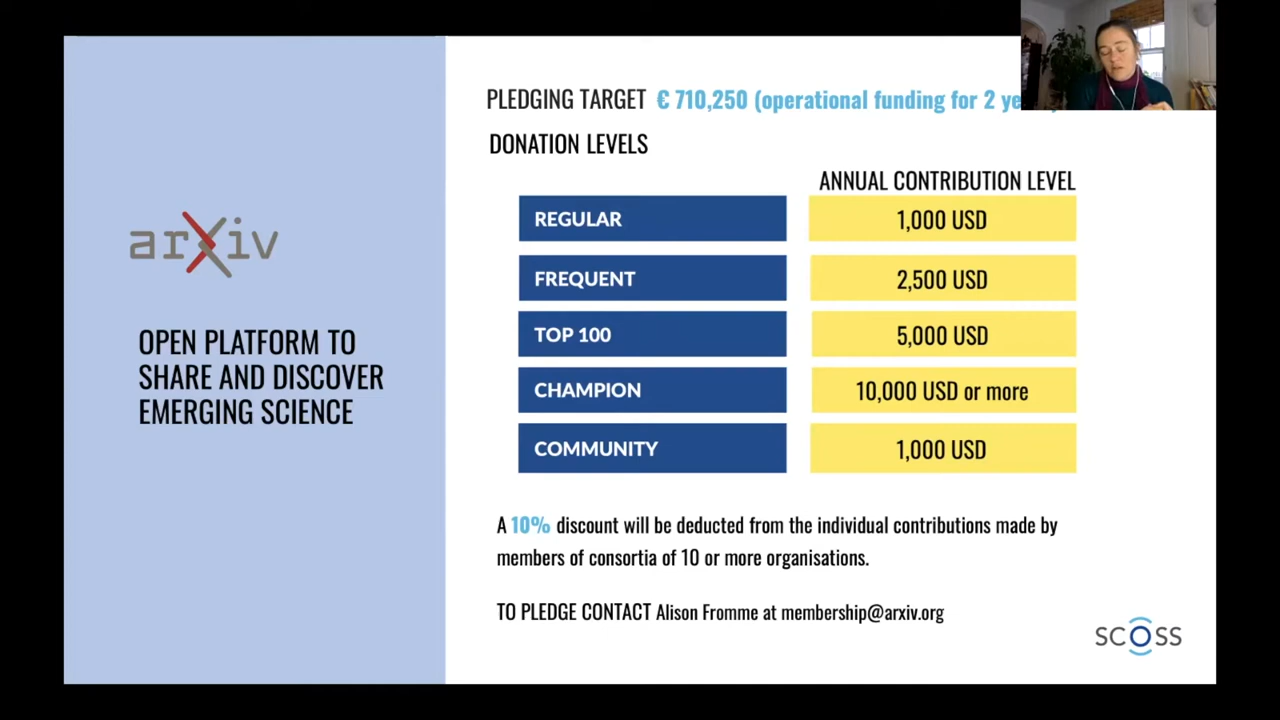 arXiv
OPEN PLATFORM TO
SHARE AND DISCOVER
EMERGING SCIENCE
PLEDGING TARGET € 710,250 (operational funding for 2
DONATION LEVELS
ANNUAL CONTRIBUTION LEVEL
REGULAR 1,000 USD
FREQUENT 2,500 USD
TOP 100 5,000 USD
CHAMPION 10,000 USD or more
COMMUNITY 1,000 USD
A 10% discount will be deducted from the individual contributions made by
members of consortia of 10 or more organisations.
TO PLEDGE CONTACT Alison Fromme at membership@arxiv.org
SCOSS